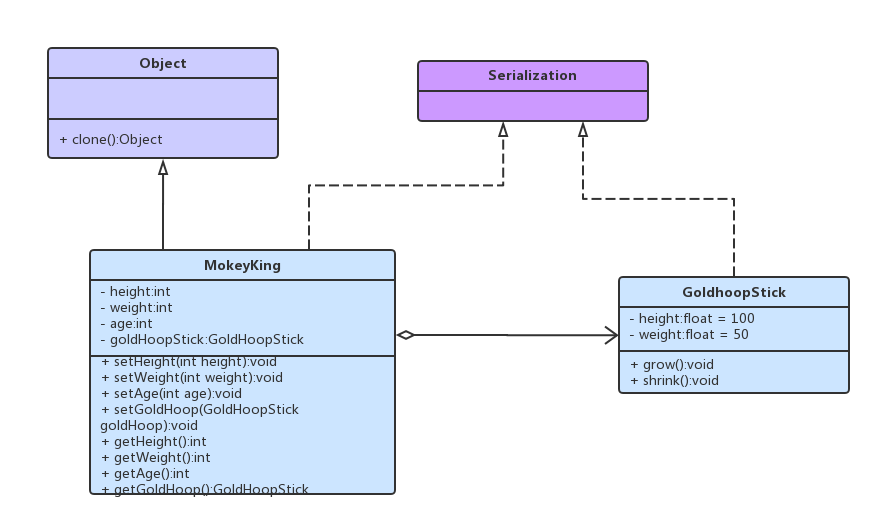 Object
+ clone():Object
Serialization
MokeyKing
- height:int
- weight:int
- age:int
- goldHoopStick:GoldHoopStick
+ setHeight(int height):void
+ setWeight(int weight):void
+ setAge(int age):void
+ setGoldHoop(GoldHoopStick
goldHoop):void
+ getHeight():int
+ getWeight():int
+ getAge():int
+ getGoldHoop():GoldHoopStick
GoldhoopStick
- height:float = 100
- weight:float = 50
+ grow():void
+ shrink():void